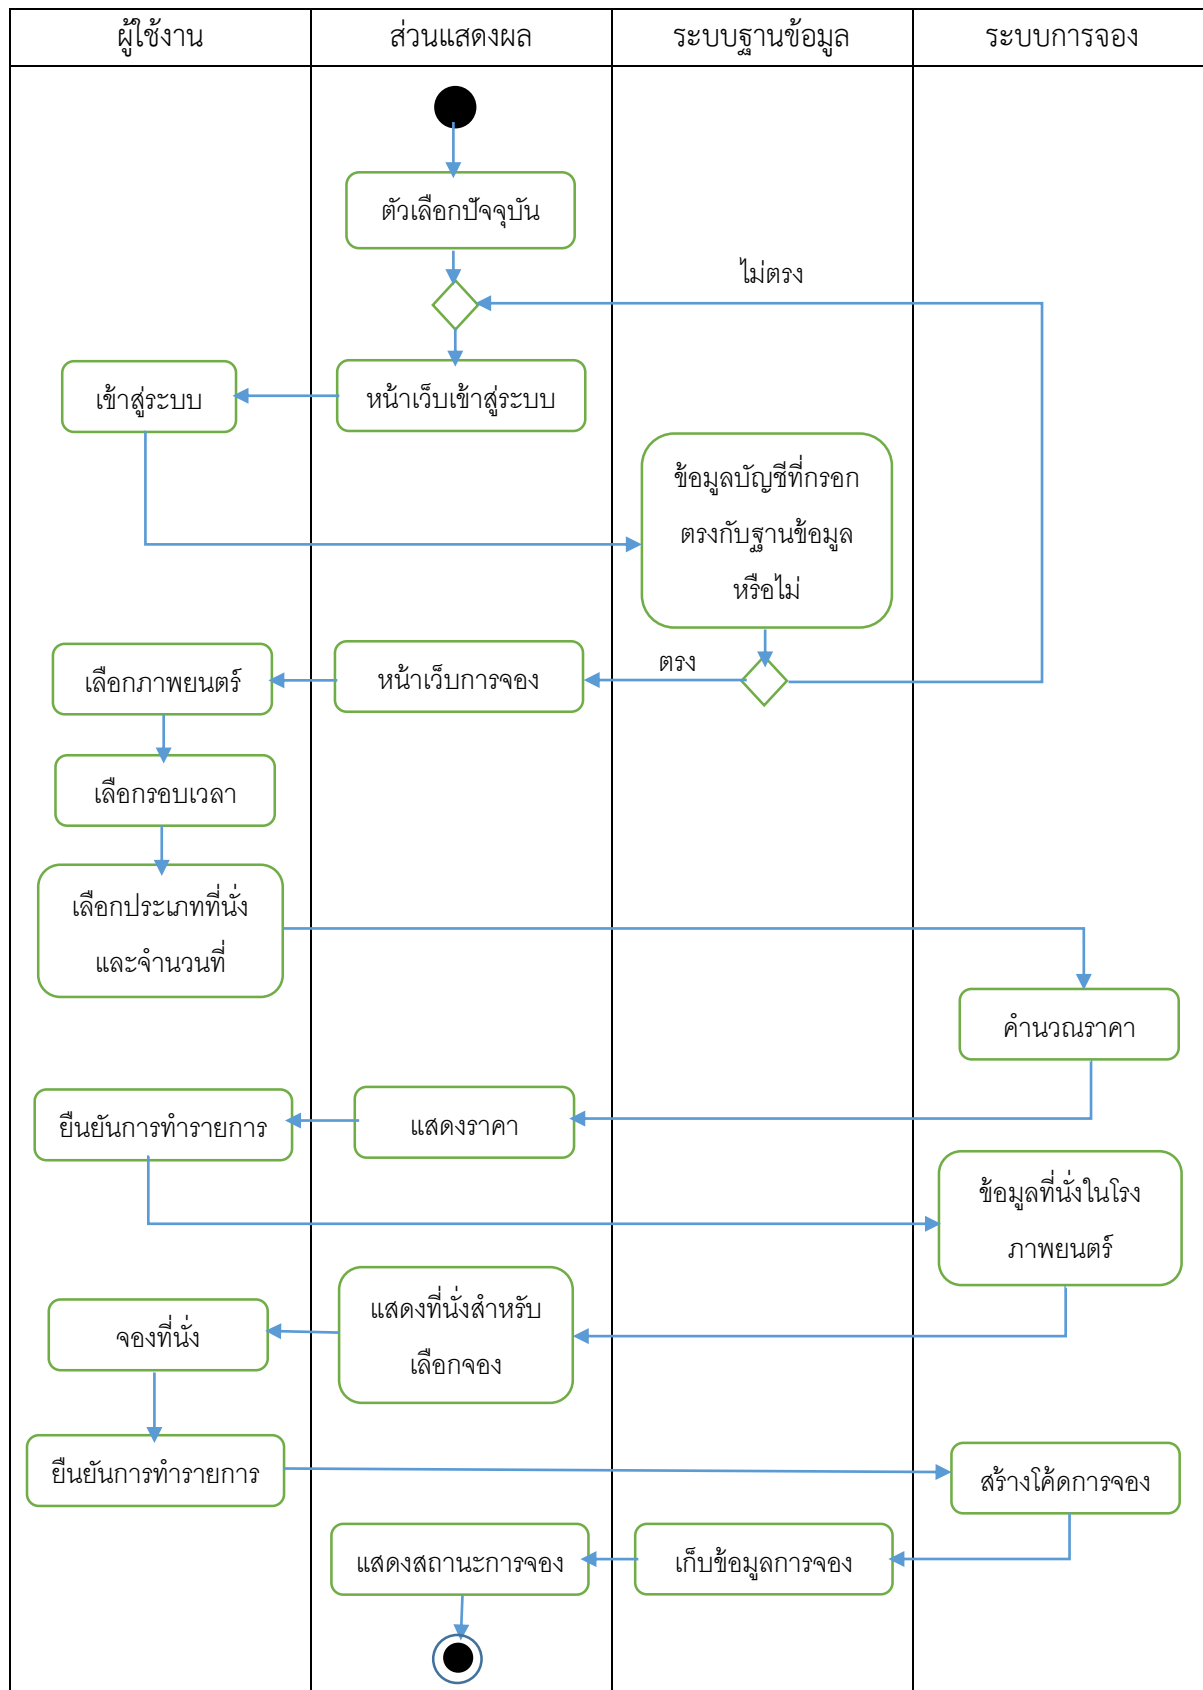 ผู้ใช้งาน
ส่วนแสดงผล
ระบบฐานข้อมูล
ระบบการจอง
ตัวเลือกปัจจุบัน
ไม่ตรง
หน้าเว็บเข้าสู่ระบบ
เข้าสู่ระบบ
ข้อมูลบัญชีที่กรอก
ตรงกับฐานข้อมูล
หรือไม่
ตรง
หน้าเว็บการจอง
เลือกภาพยนตร์
เลือกรอบเวลา
เลือกประเภทที่นั่ง
และจำนวนที่
คำนวณราคา
แสดงราคา
ยืนยันการทำรายการ
ข้อมูลที่นั่งในโรง
ภาพยนตร์
แสดงที่นั่งสำหรับ
เลือกจอง
จองที่นั่ง
ยืนยันการทำรายการ
สร้างโค้ดการจอง
เก็บข้อมูลการจอง
แสดงสถานะการจอง